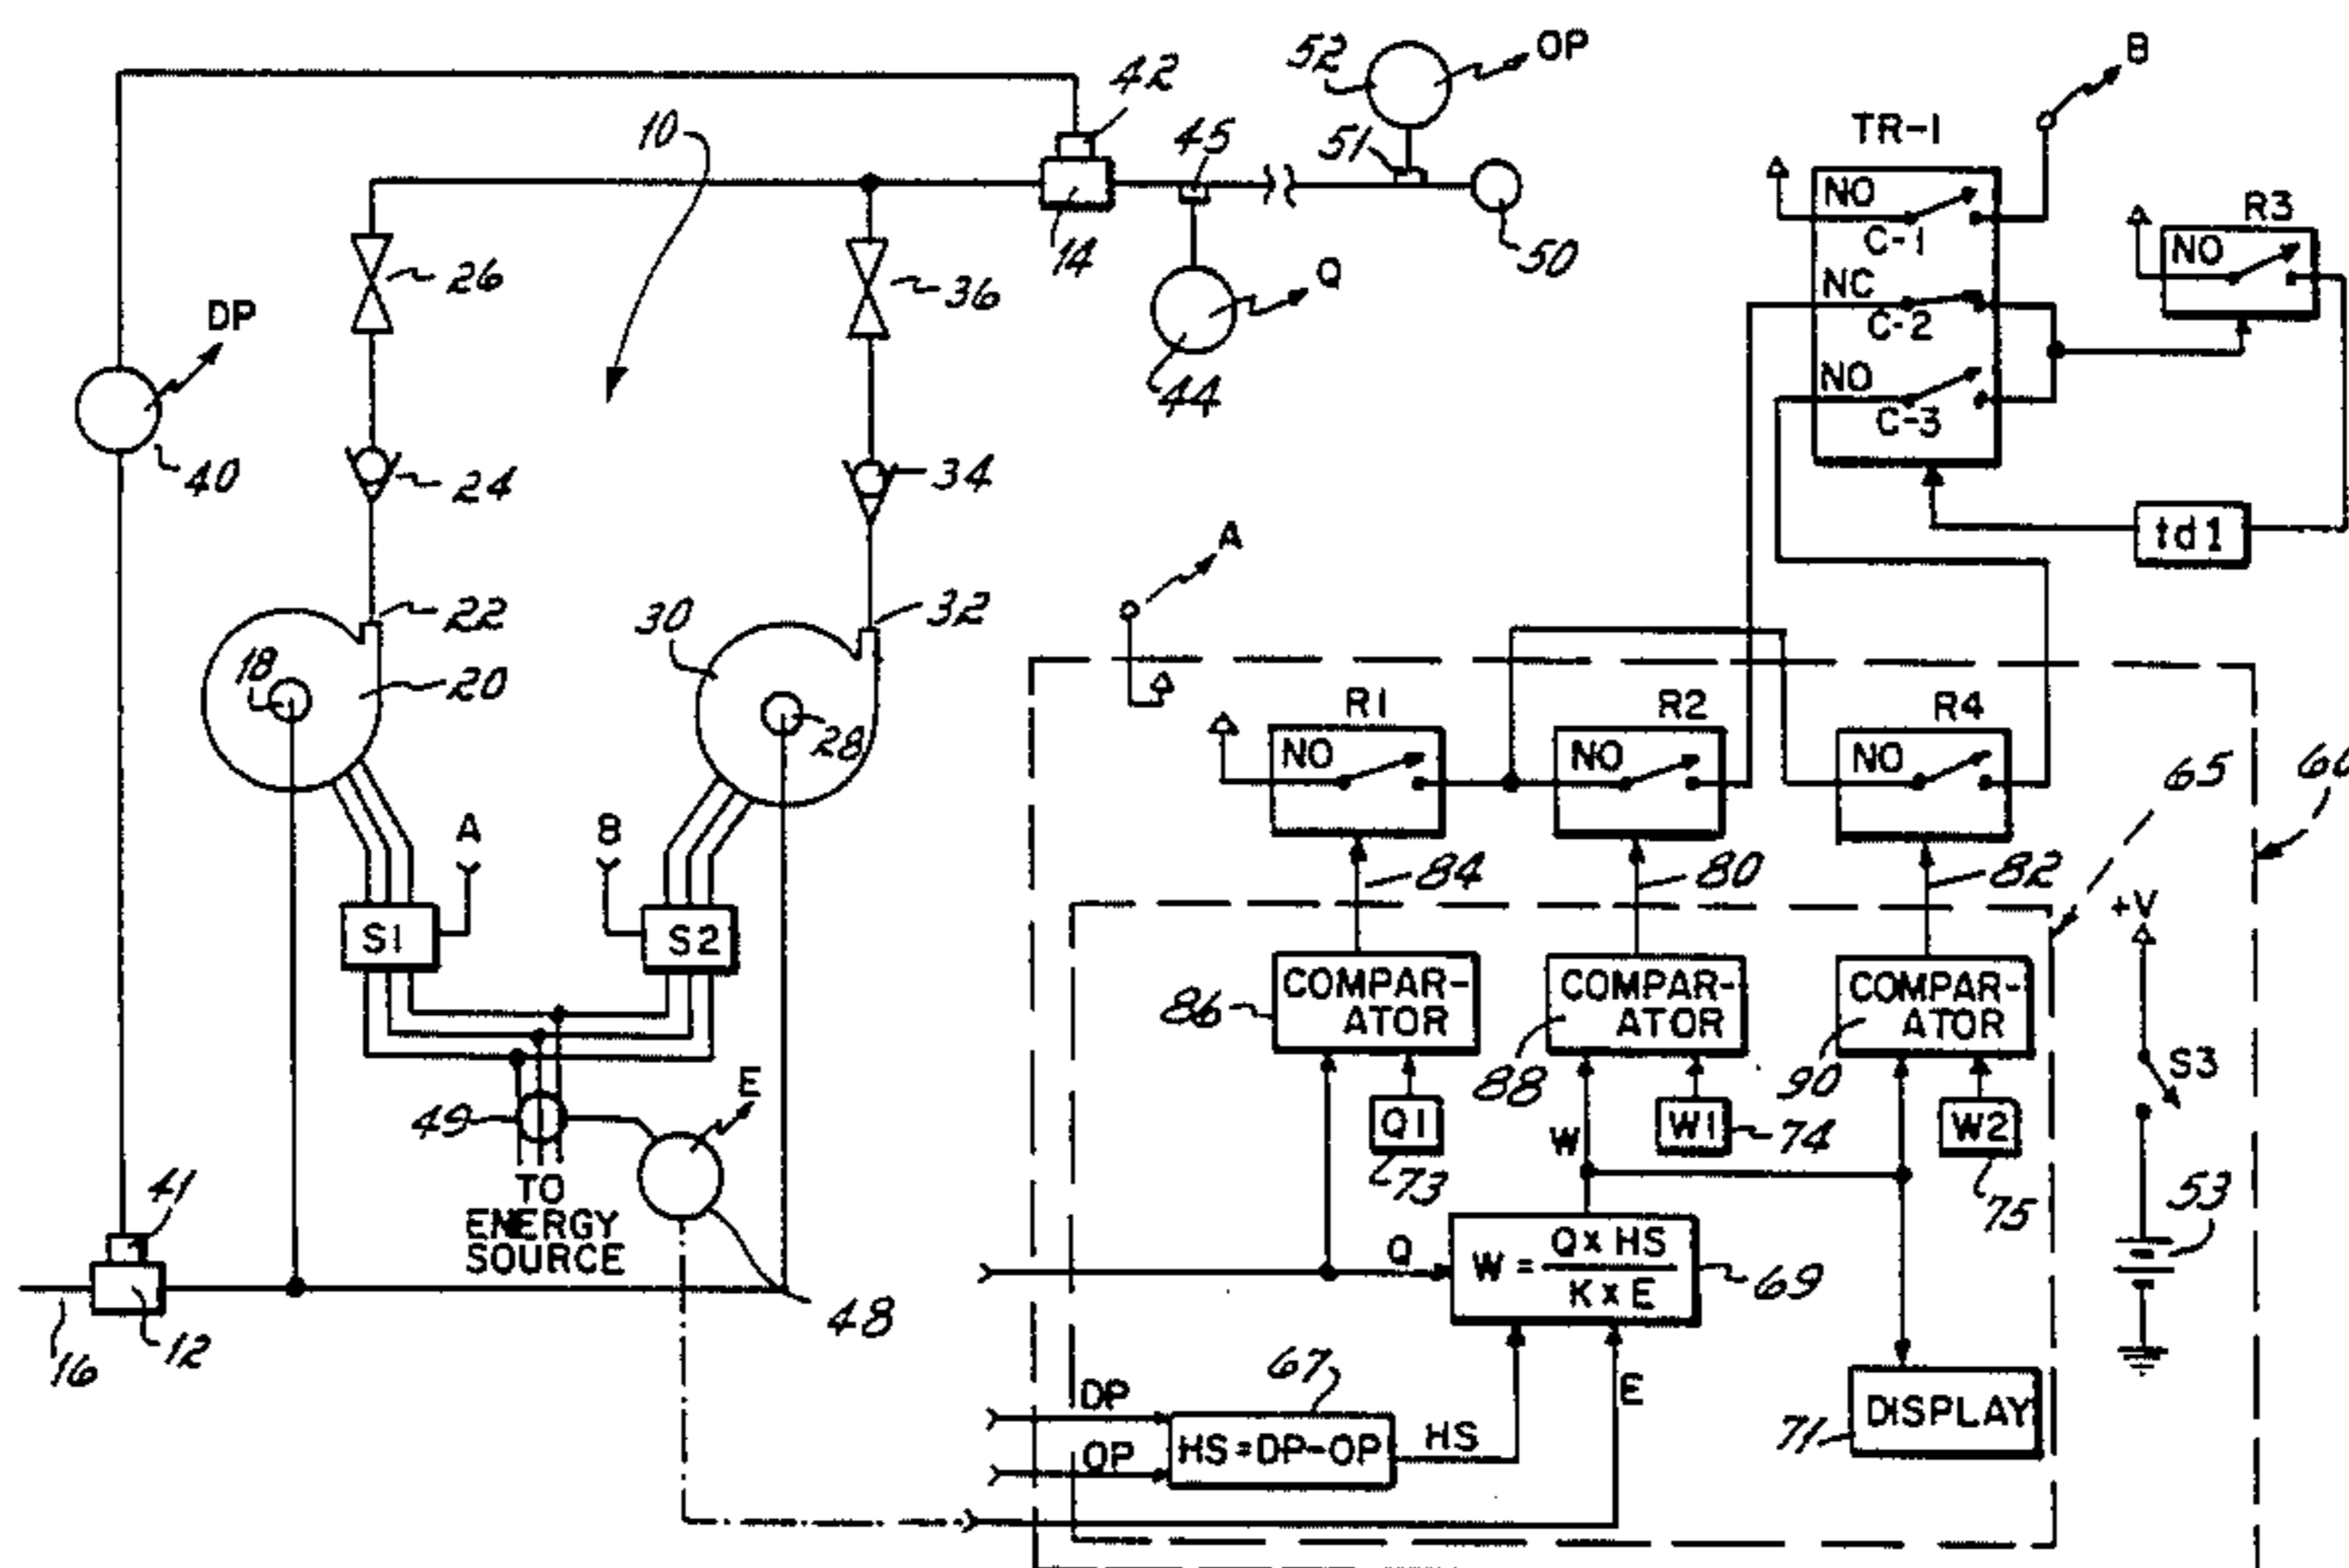 52
OP
B
42
TR-1
10
45
51
NO
R3
C-1
NO
14
50
26
36
Q
NC
C-2
DP
44
NO
C-3
40
24
34
A
td1
22
30
32
18
20
28
R1
R2
R4
NO
NO
NO
65
60
A
B
84
80
82
+V
S1
S2
COMPAR-
ATOR
COMPAR-
ATOR
COMPAR-
ATOR
86
88
90
S3
E
49
Q1
W1
W2
W
74
TO
ENERGY
SOURCE
73
75
53
41
Q
W = Q x HS
K x E
69
48
16
12
67
DP
E
OP
HS = DP-OP
HS
71
DISPLAY